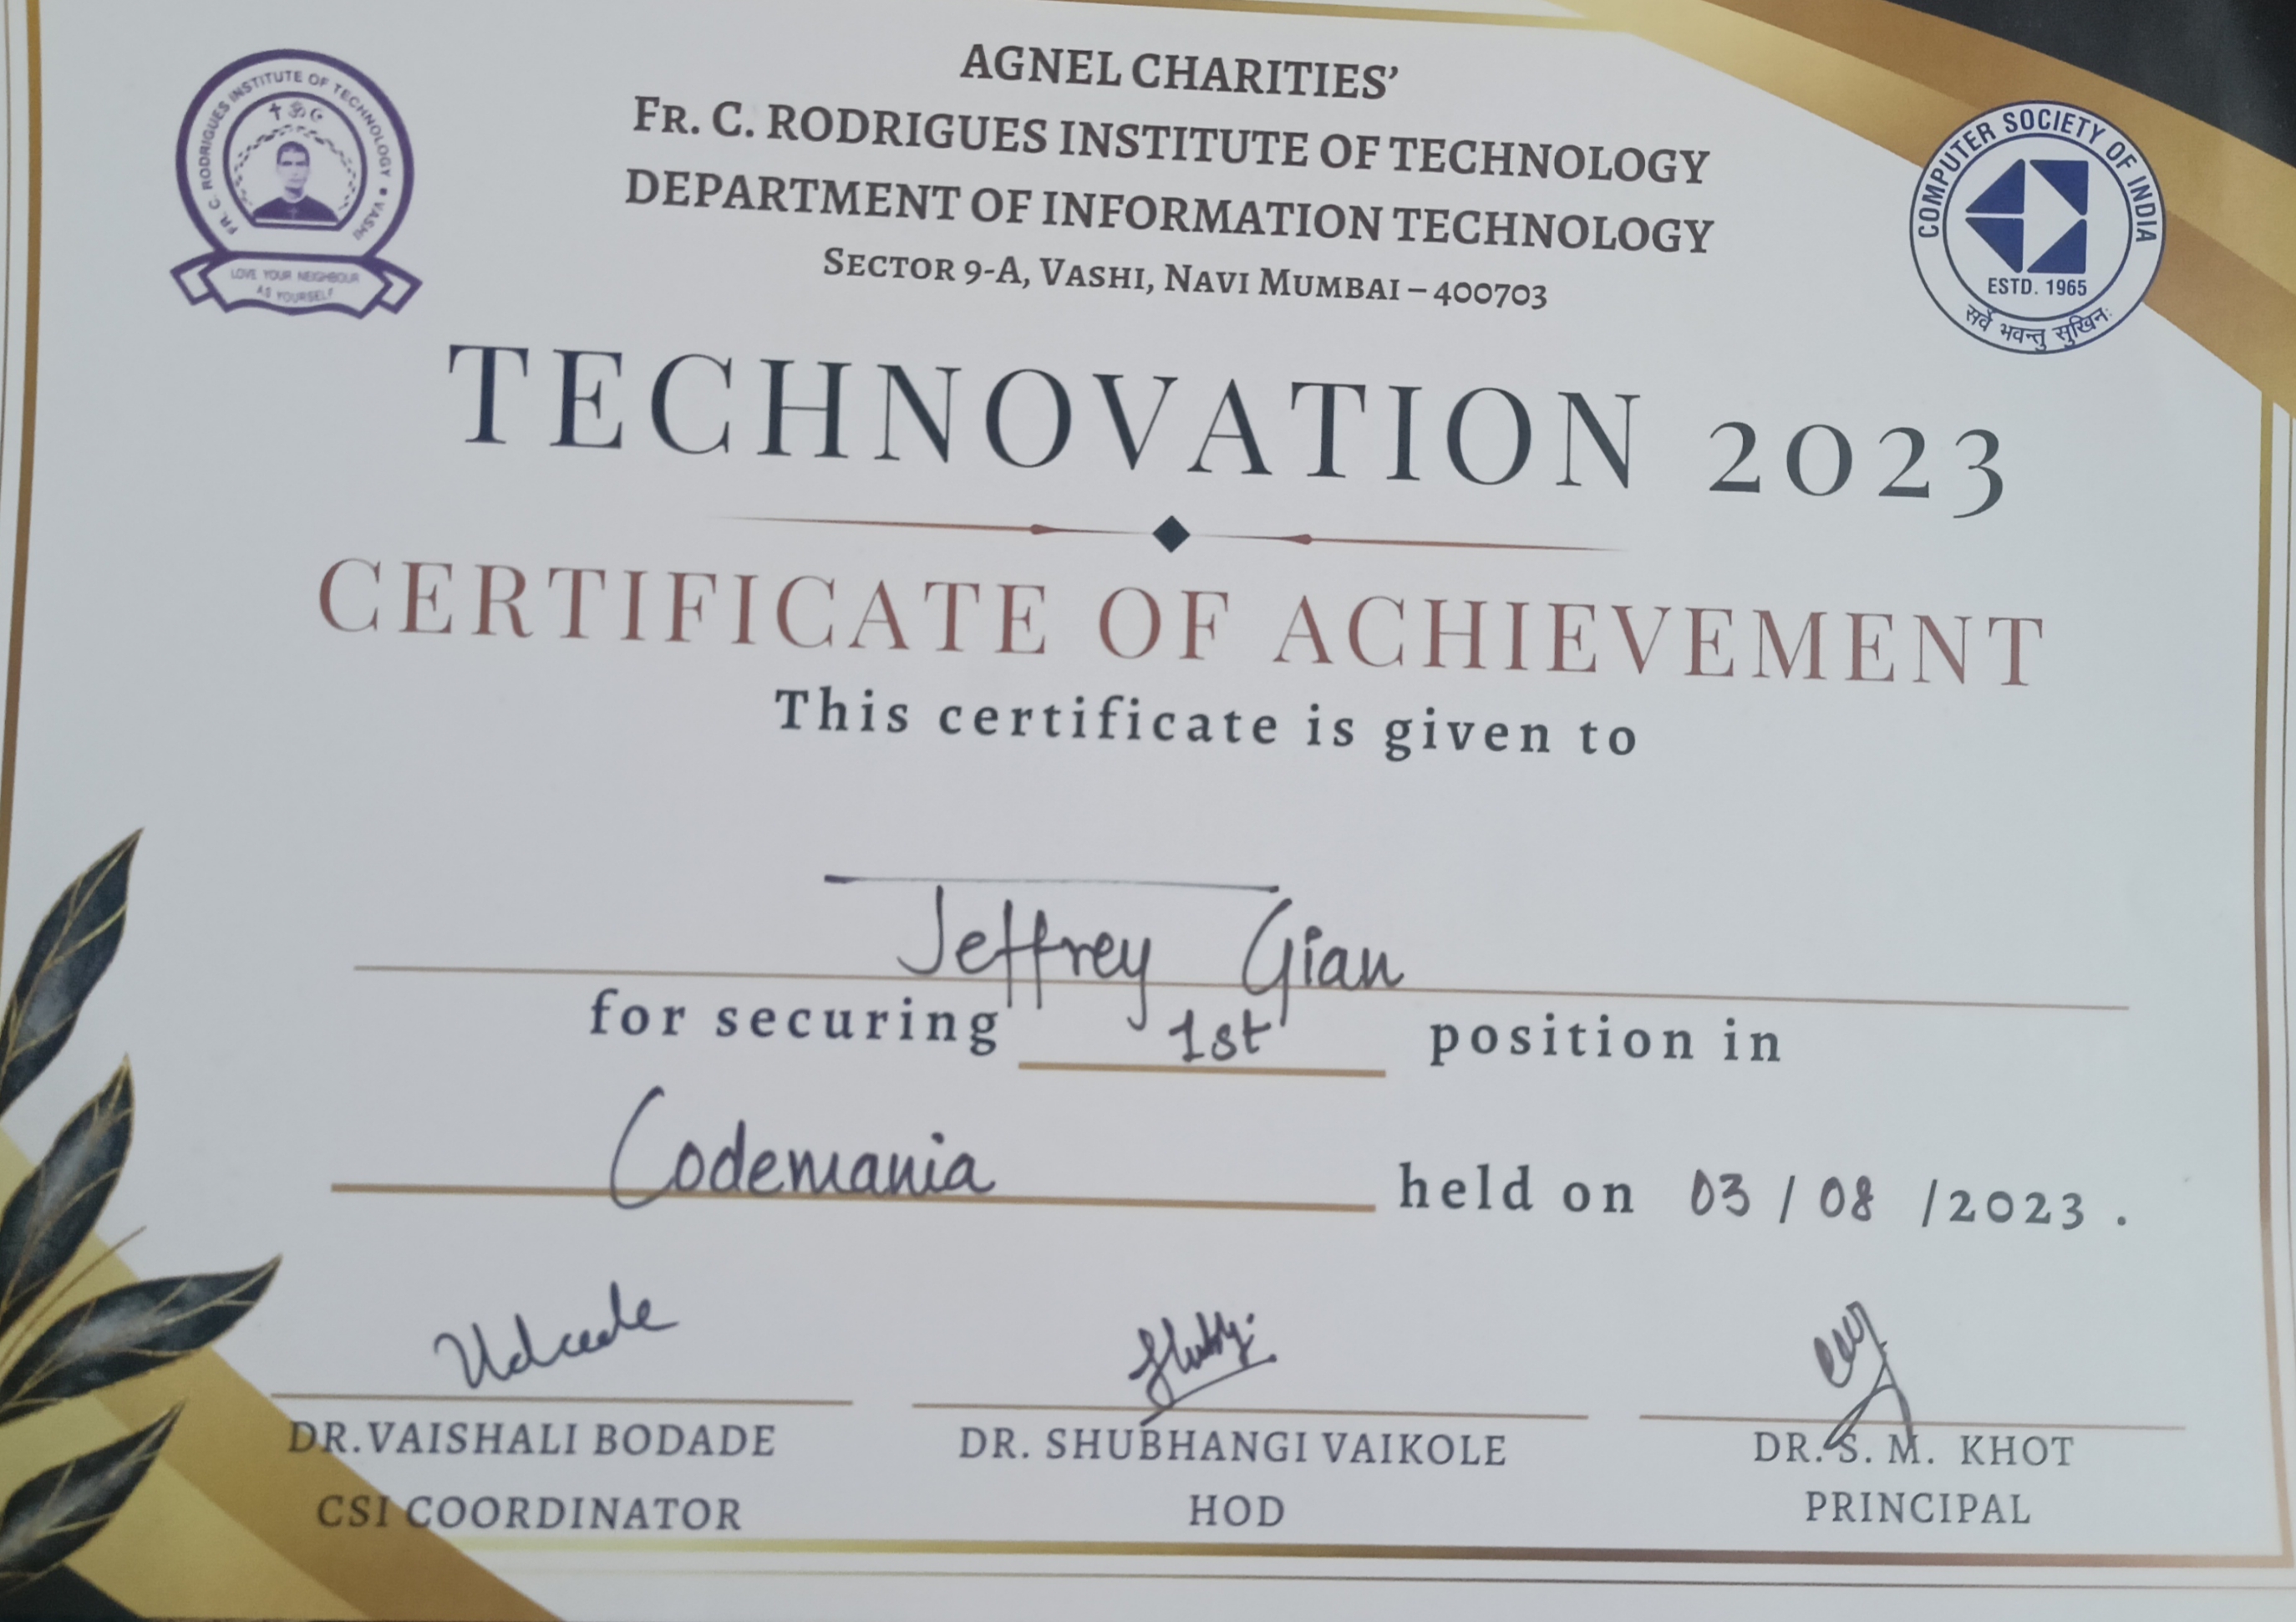 AGNEL CHARITIES'
FR. C. RODRIGUES INSTITUTE OF TECHNOLOGY
DEPARTMENT OF INFORMATION TECHNOLOGY
SECTOR 9-A, VASHI, NAVI MUMBAI – 400703
FR. C. RODRIGUES INSTITUTE OF TECHNOLOGY ■ VASHI
LOVE YOUR NEIGHBOUR
AS YOURSELF
COMPUTER SOCIETY OF INDIA
ESTD. 1965
सर्वे भवन्तु सुखिनः
TECHNOVATION 2023
CERTIFICATE OF ACHIEVEMENT
This certificate is given to
Jeffrey Gian
for securing 1st position in
Codemania held on 03 / 08 /2023 .
DR.VAISHALI BODADE DR. SHUBHANGI VAIKOLE DR. S. M. KHOT
CSI COORDINATOR HOD PRINCIPAL